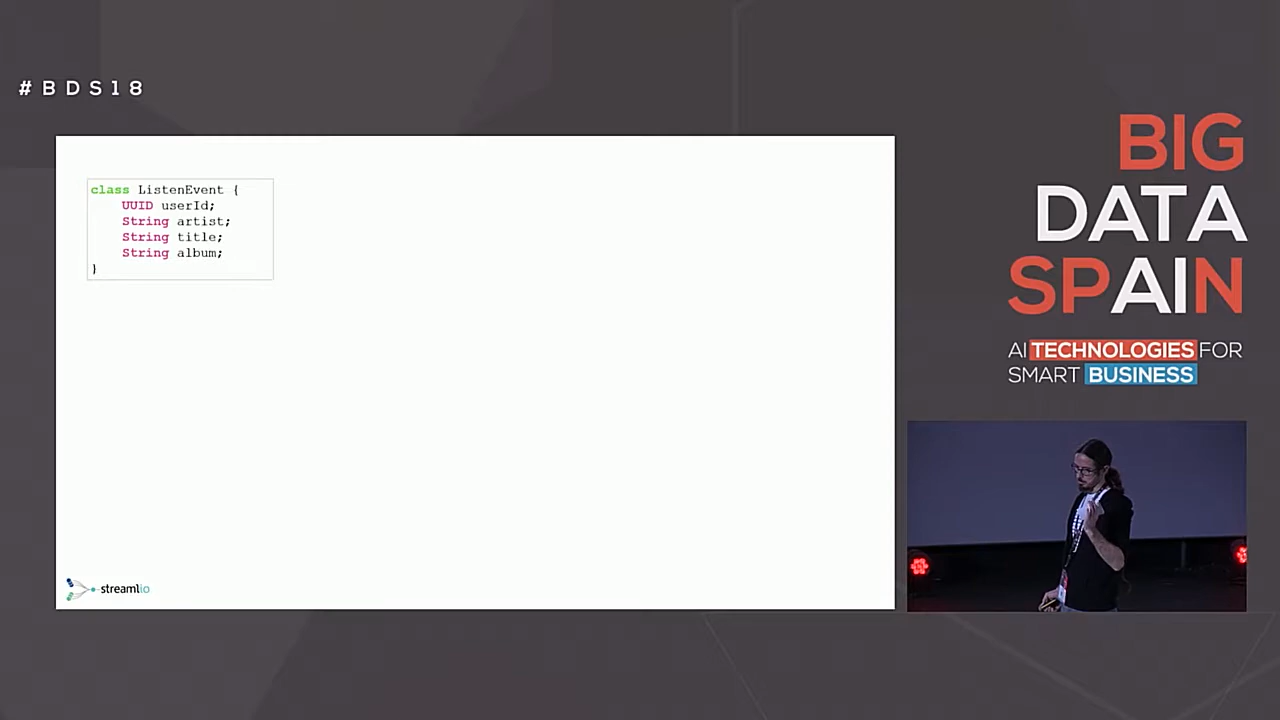 #BDS18
class ListenEvent {
    UUID userId;
    String artist;
    String title;
    String album;
}
streamlio
BIG
DATA
SPAIN
AI TECHNOLOGIES FOR
SMART BUSINESS